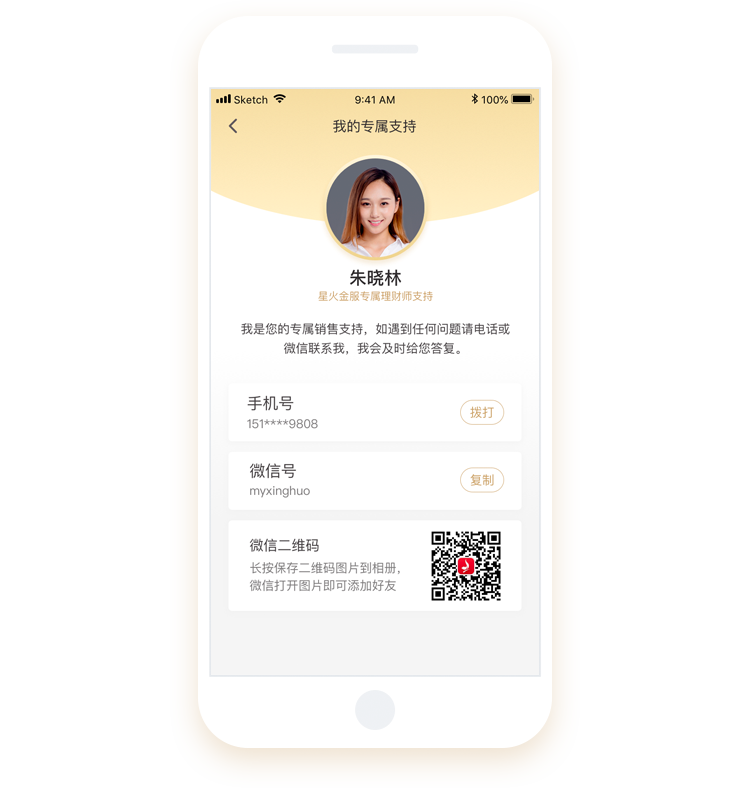 Sketch 9:41 AM 100%
我的专属支持
朱晓林
星火金服专属理财师支持
我是您的专属销售支持，如遇到任何问题请电话或
微信联系我，我会及时给您答复。
手机号
151****9808
拨打
微信号
myxinghuo
复制
微信二维码
长按保存二维码图片到相册，
微信打开图片即可添加好友